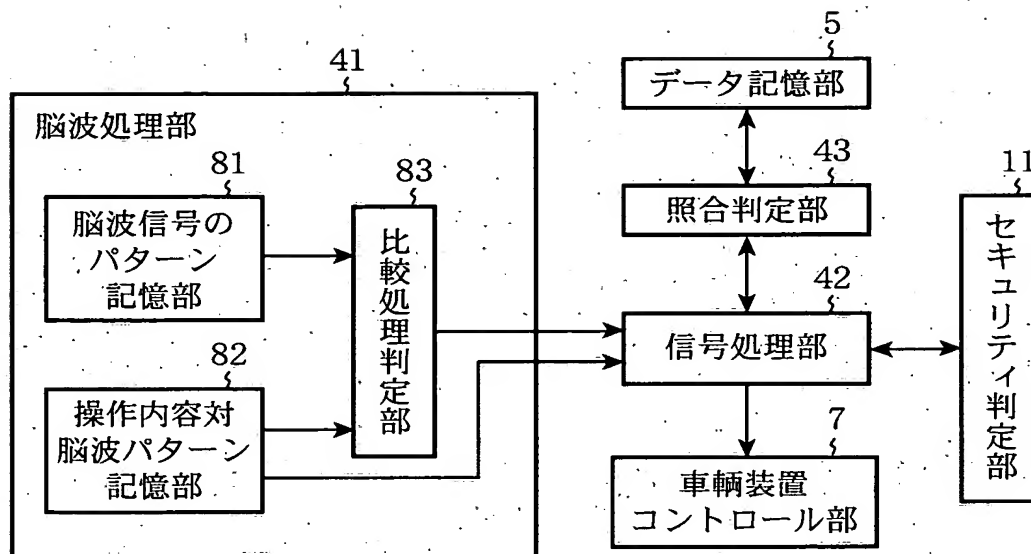 41
脳波処理部
81
脳波信号の
パターン
記憶部
82
操作内容対
脳波パターン
記憶部
83
比較処理判定部
5
データ記憶部
43
照合判定部
42
信号処理部
7
車輌装置
コントロール部
11
セキュリティ判定部